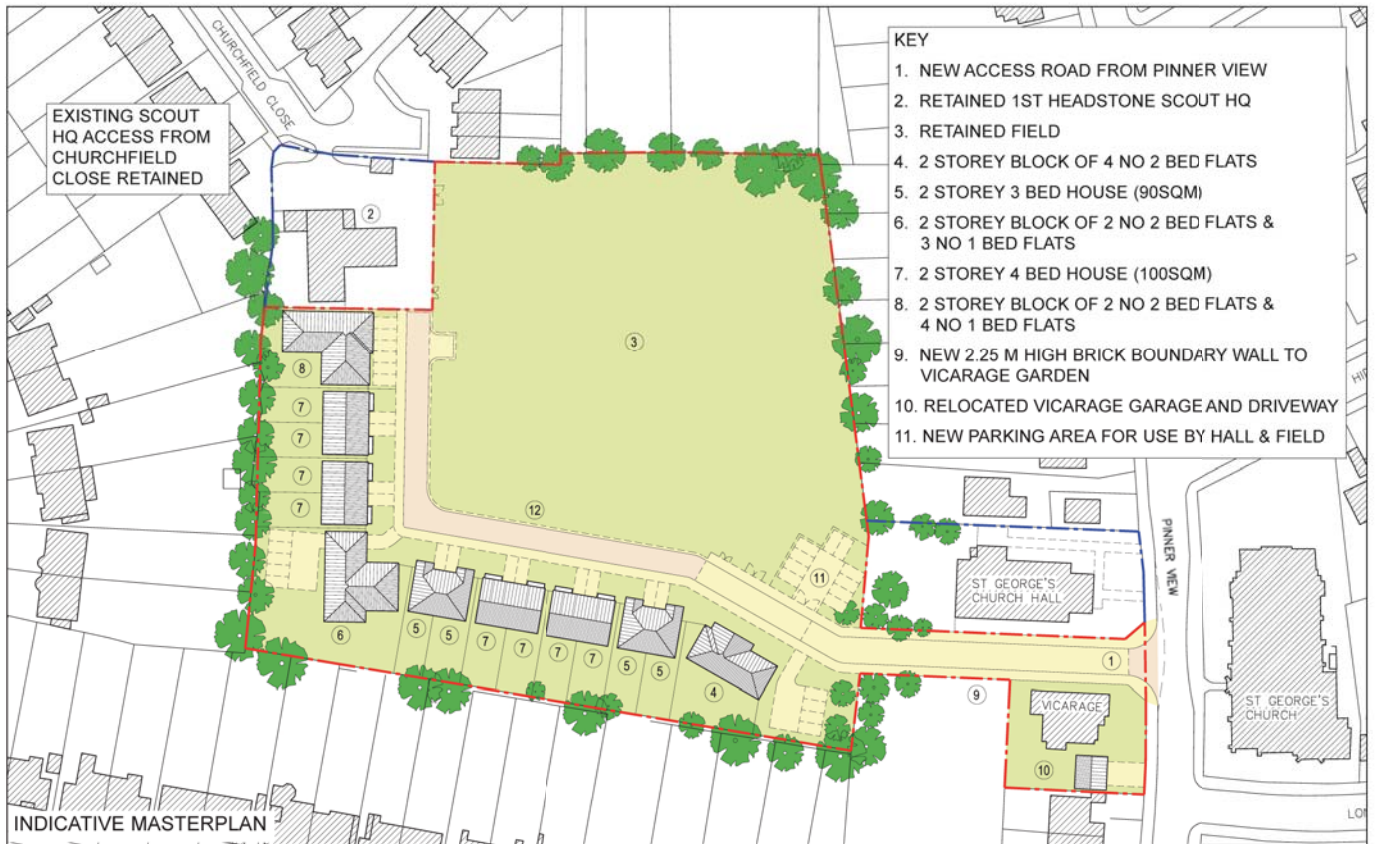 CHURCHFIELD CLOSE
EXISTING SCOUT
HQ ACCESS FROM
CHURCHFIELD
CLOSE RETAINED
KEY
1. NEW ACCESS ROAD FROM PINNER VIEW
2. RETAINED 1ST HEADSTONE SCOUT HQ
3. RETAINED FIELD
4. 2 STOREY BLOCK OF 4 NO 2 BED FLATS
5. 2 STOREY 3 BED HOUSE (90SQM)
6. 2 STOREY BLOCK OF 2 NO 2 BED FLATS &
3 NO 1 BED FLATS
7. 2 STOREY 4 BED HOUSE (100SQM)
8. 2 STOREY BLOCK OF 2 NO 2 BED FLATS &
4 NO 1 BED FLATS
9. NEW 2.25 M HIGH BRICK BOUNDARY WALL TO
VICARAGE GARDEN
10. RELOCATED VICARAGE GARAGE AND DRIVEWAY
11. NEW PARKING AREA FOR USE BY HALL & FIELD
2
3
8
7
7
7
7
12
11
6
5
5
7
7
7
7
5
5
4
ST GEORGE'S
CHURCH HALL
PINNER VIEW
1
9
VICARAGE
10
ST GEORGE'S
CHURCH
INDICATIVE MASTERPLAN